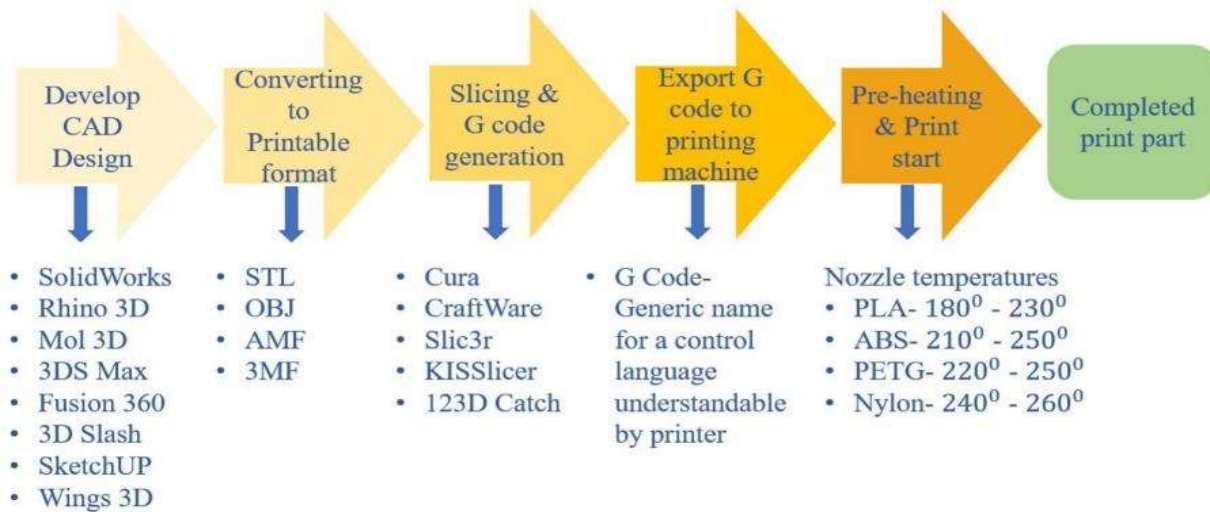 Develop
CAD
Design
Converting
to
Printable
format
Slicing &
G code
generation
Export G
code to
printing
machine
Pre-heating
& Print
start
Completed
print part
• SolidWorks
• Rhino 3D
• Mol 3D
• 3DS Max
• Fusion 360
• 3D Slash
• SketchUP
• Wings 3D
• STL
• OBJ
• AMF
• 3MF
• Cura
• CraftWare
• Slic3r
• KISSlicer
• 123D Catch
• G Code-
Generic name
for a control
language
understandable
by printer
Nozzle temperatures
• PLA- 180⁰ - 230⁰
• ABS- 210⁰ - 250⁰
• PETG- 220⁰ - 250⁰
• Nylon- 240⁰ - 260⁰